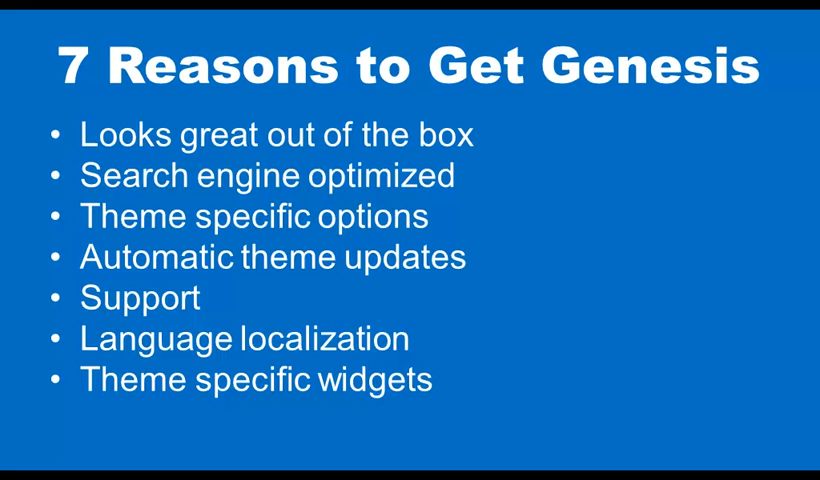 7 Reasons to Get Genesis
• Looks great out of the box
• Search engine optimized
• Theme specific options
• Automatic theme updates
• Support
• Language localization
• Theme specific widgets